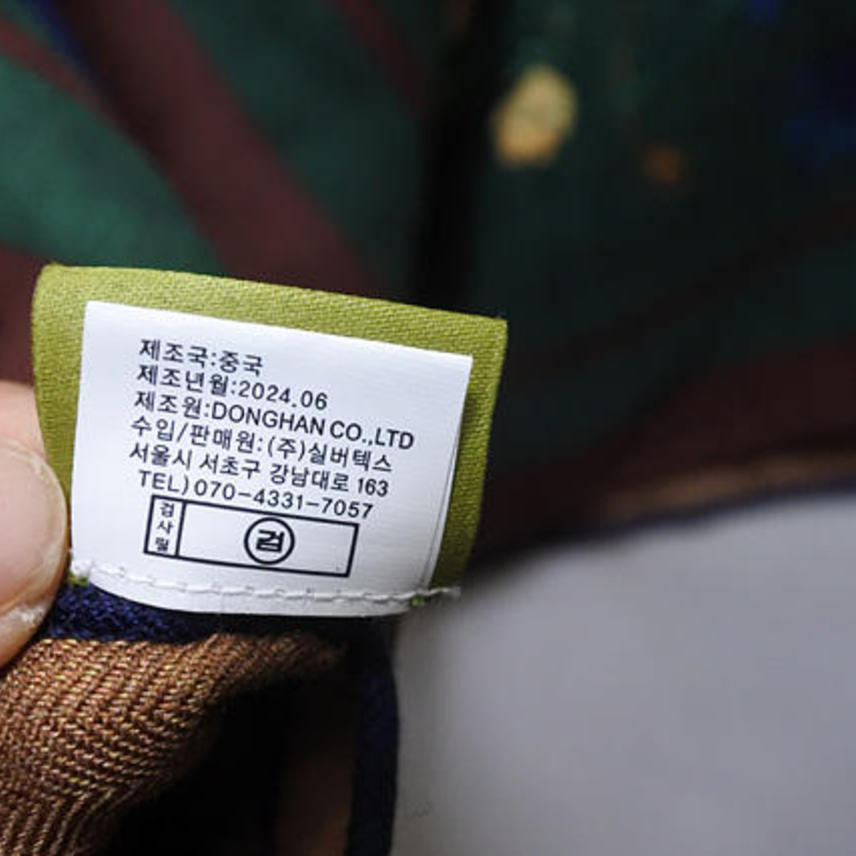 제조국:중국
제조년월:2024.06
제조원:DONGHAN CO.,LTD
수입/판매원:(주)실버텍스
서울시 서초구 강남대로 163
TEL)070-4331-7057
검사필 검